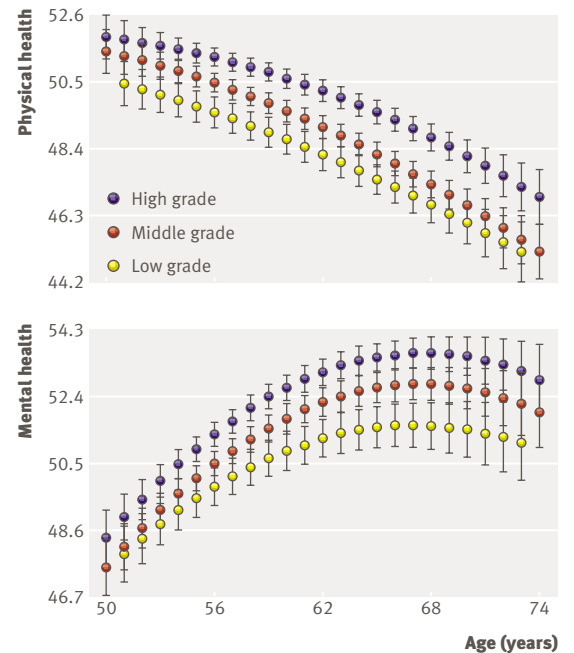 Physical health
52.6
50.5
48.4
46.3
44.2
High grade
Middle grade
Low grade
Mental health
54.3
52.4
50.5
48.6
46.7
50 56 62 68 74
Age (years)